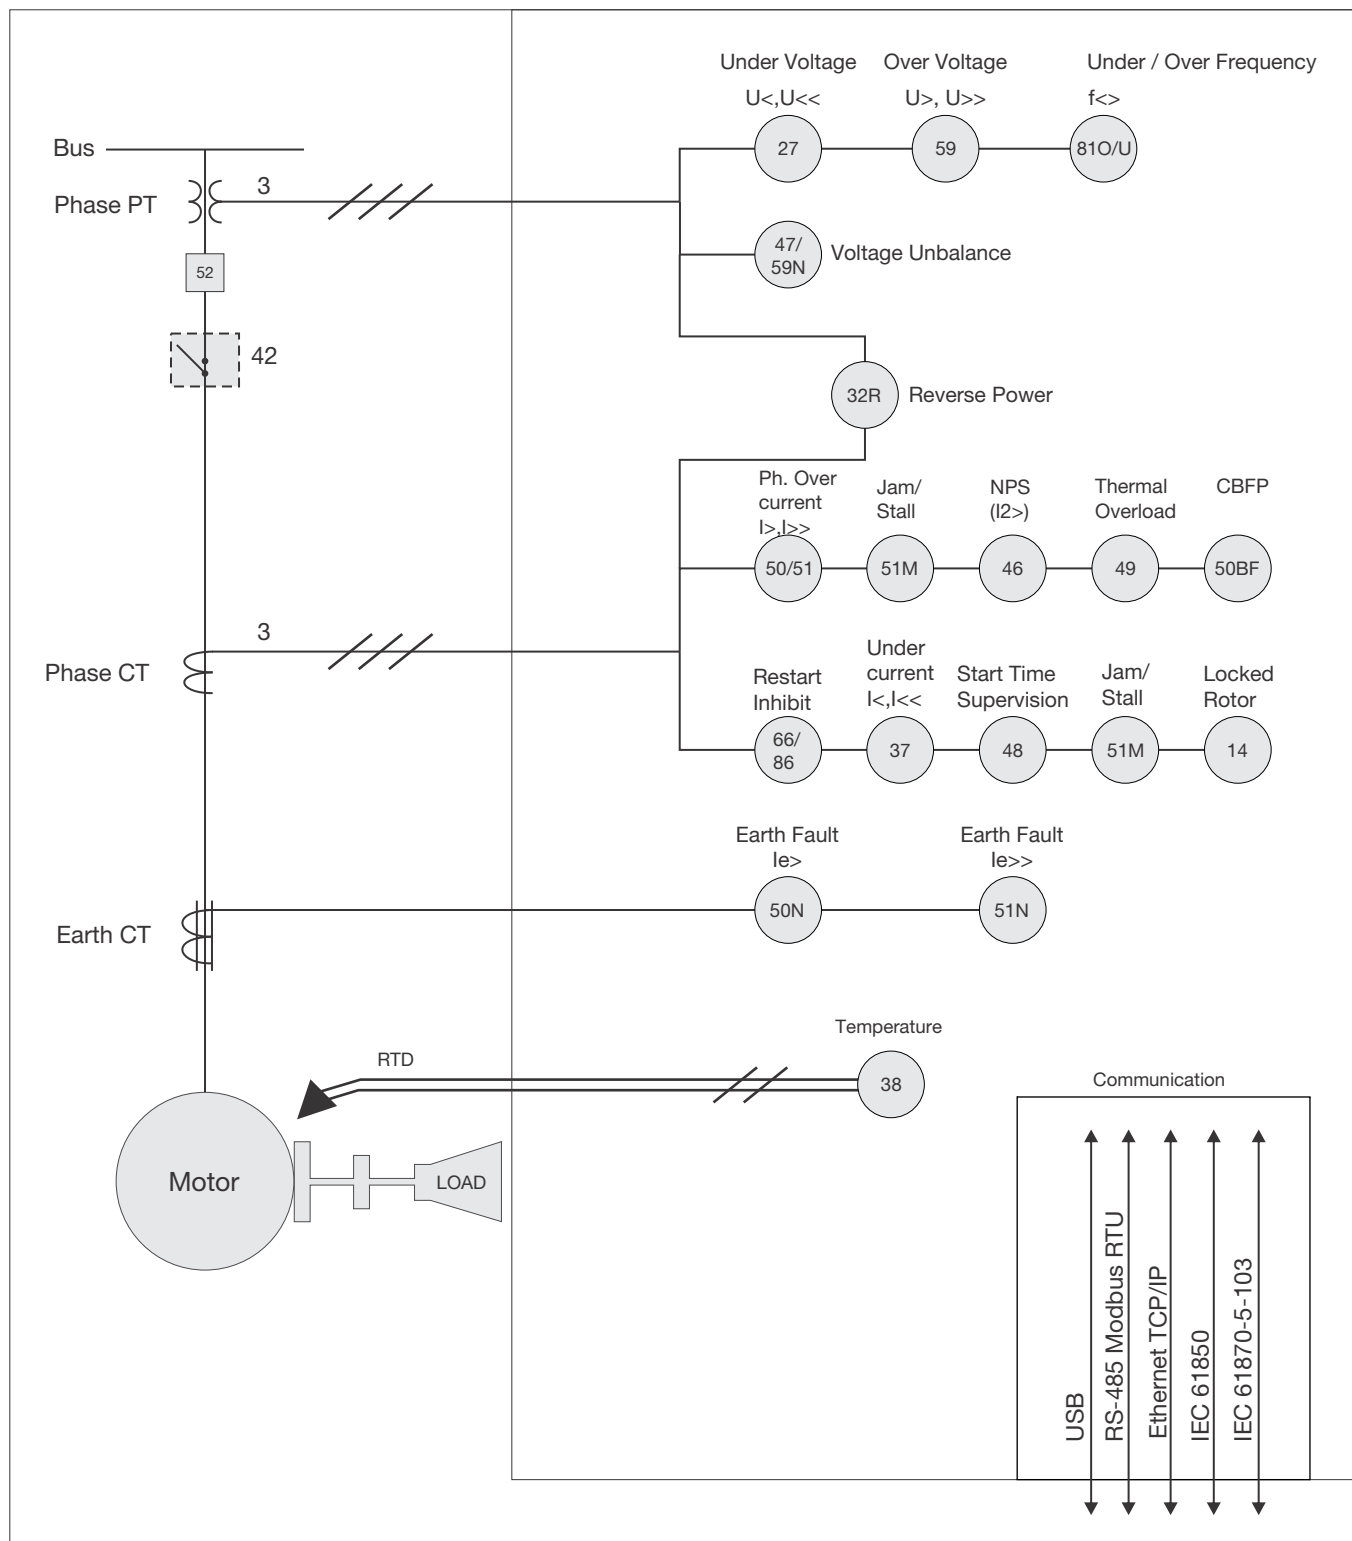 Under Voltage
U<,U<<
Over Voltage
U>, U>>
Under / Over Frequency
f<>
Bus
27
59
81O/U
Phase PT
3
47/
59N
Voltage Unbalance
52
42
32R
Reverse Power
Ph. Over
current
I>,I>>
Jam/
Stall
NPS
(I2>)
Thermal
Overload
CBFP
50/51
51M
46
49
50BF
3
Phase CT
Restart
Inhibit
Under
current
I<,I<<
Start Time
Supervision
Jam/
Stall
Locked
Rotor
66/
86
37
48
51M
14
Earth Fault
Ie>
Earth Fault
Ie>>
50N
51N
Earth CT
Temperature
RTD
38
Motor
LOAD
Communication
USB
RS-485 Modbus RTU
Ethernet TCP/IP
IEC 61850
IEC 61870-5-103